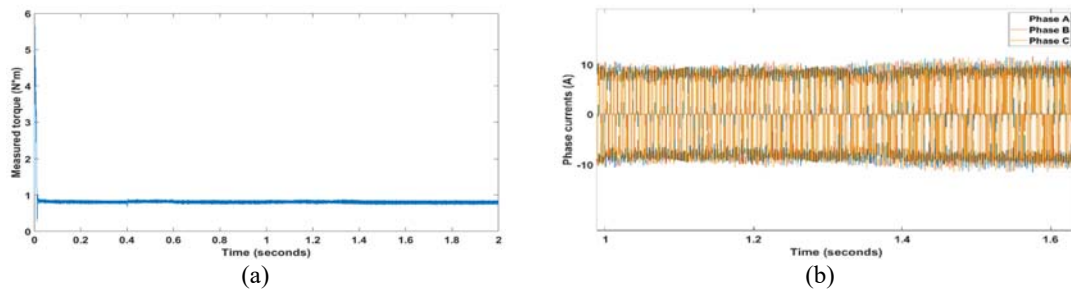 Measured torque (N*m)
6
5
4
3
2
1
0
0 0.2 0.4 0.6 0.8 1 1.2 1.4 1.6 1.8 2
Time (seconds)
(a)
Phase A
Phase B
Phase C
Phase currents (A)
10
0
-10
1 1.2 1.4 1.6
Time (seconds)
(b)